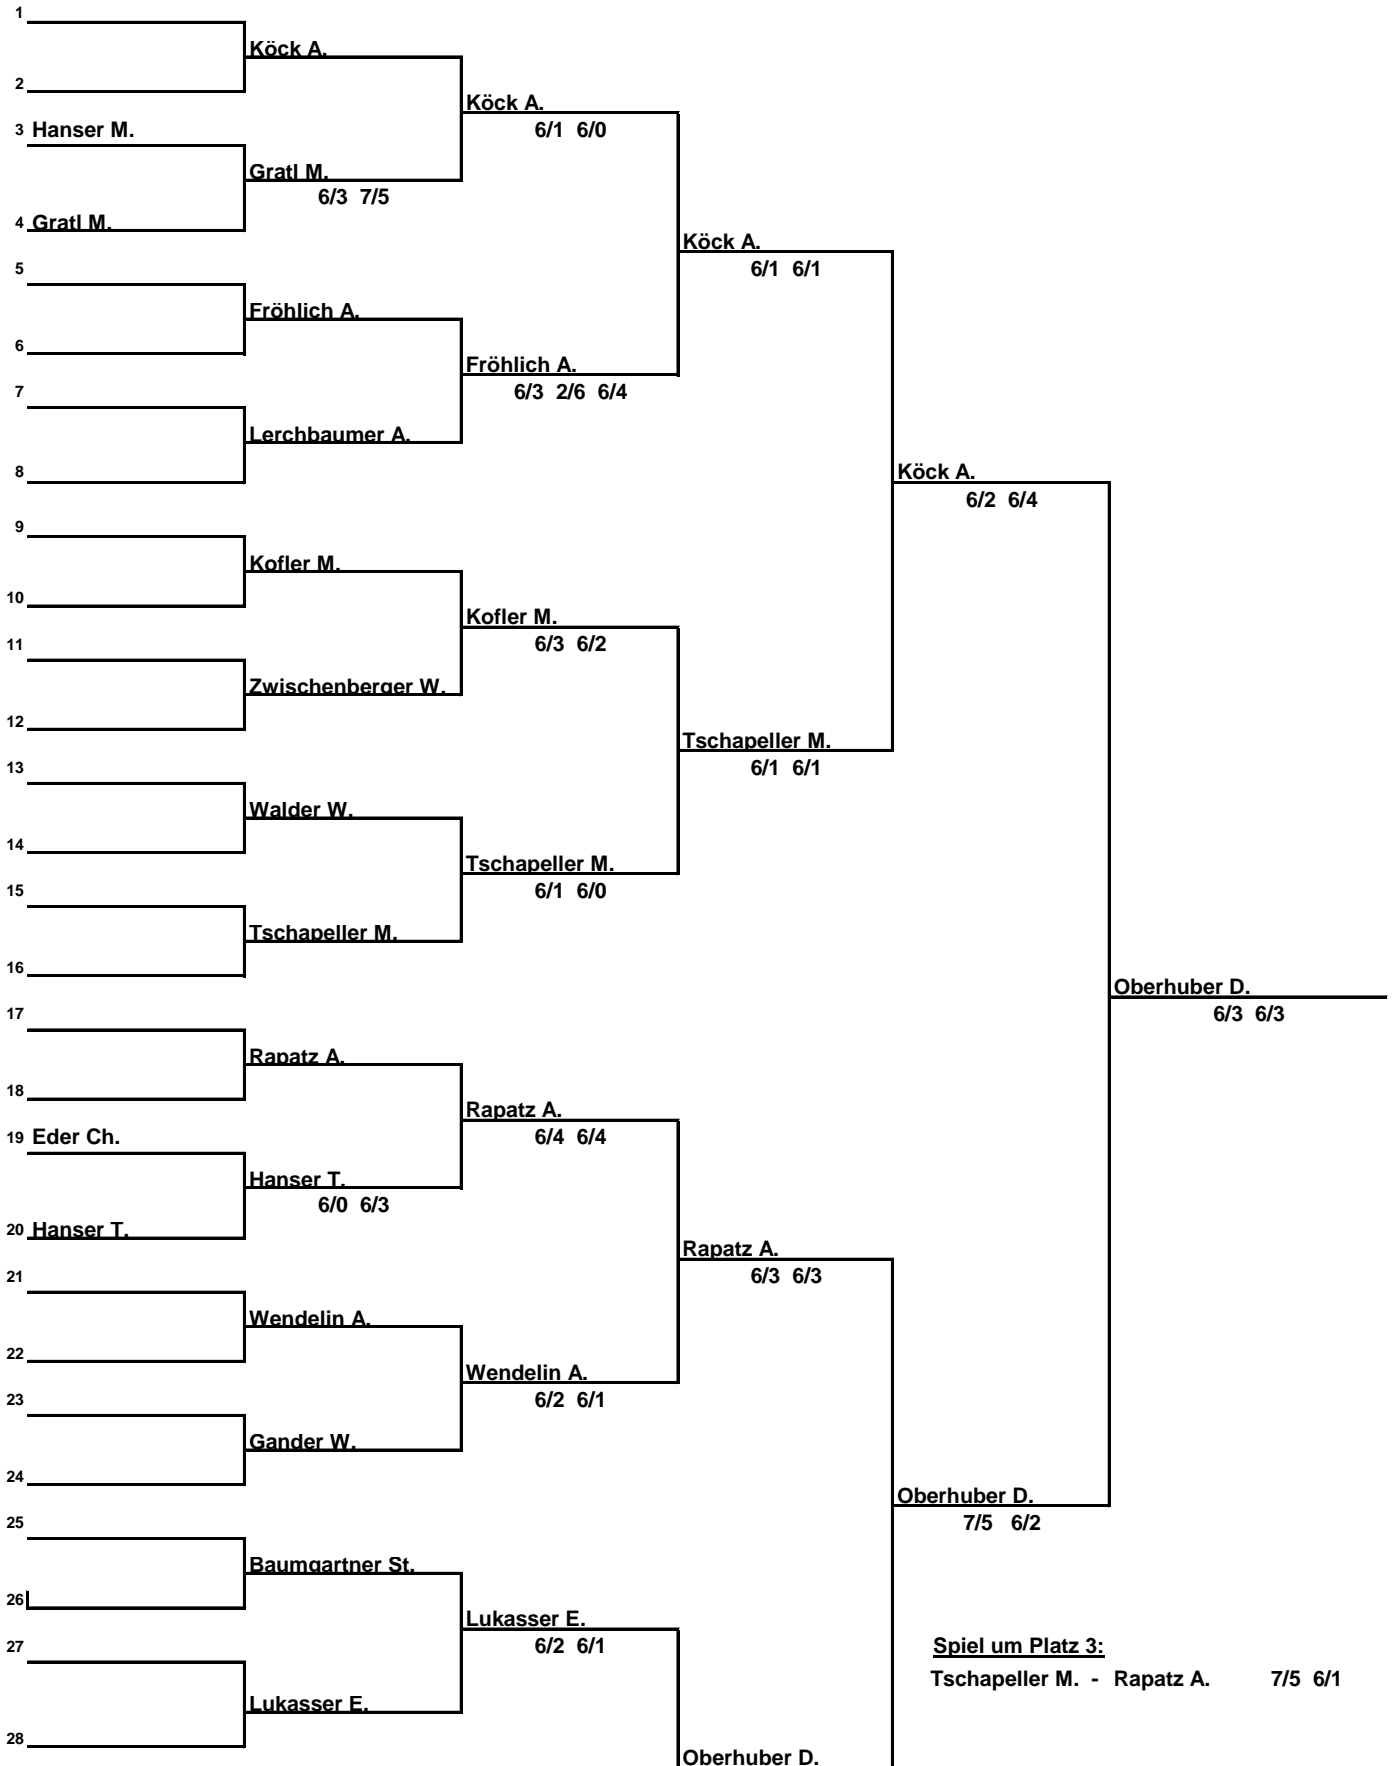 1
Köck A.
2
Köck A.
3 Hanser M.
6/1 6/0
Gratl M.
6/3 7/5
4 Gratl M.
Köck A.
5
6/1 6/1
Fröhlich A.
6
Fröhlich A.
7
6/3 2/6 6/4
Lerchbaumer A.
8
Köck A.
6/2 6/4
9
Kofler M.
10
Kofler M.
11
6/3 6/2
Zwischenberger W.
12
Tschapeller M.
13
6/1 6/1
Walder W.
14
Tschapeller M.
15
6/1 6/0
Tschapeller M.
16
Oberhuber D.
17
6/3 6/3
Rapatz A.
18
Rapatz A.
19 Eder Ch.
6/4 6/4
Hanser T.
6/0 6/3
20 Hanser T.
Rapatz A.
21
6/3 6/3
Wendelin A.
22
Wendelin A.
23
6/2 6/1
Gander W.
24
Oberhuber D.
25
7/5 6/2
Baumgartner St.
26
Lukasser E.
27
6/2 6/1
Spiel um Platz 3:
Tschapeller M. - Rapatz A. 7/5 6/1
Lukasser E.
28
Oberhuber D.